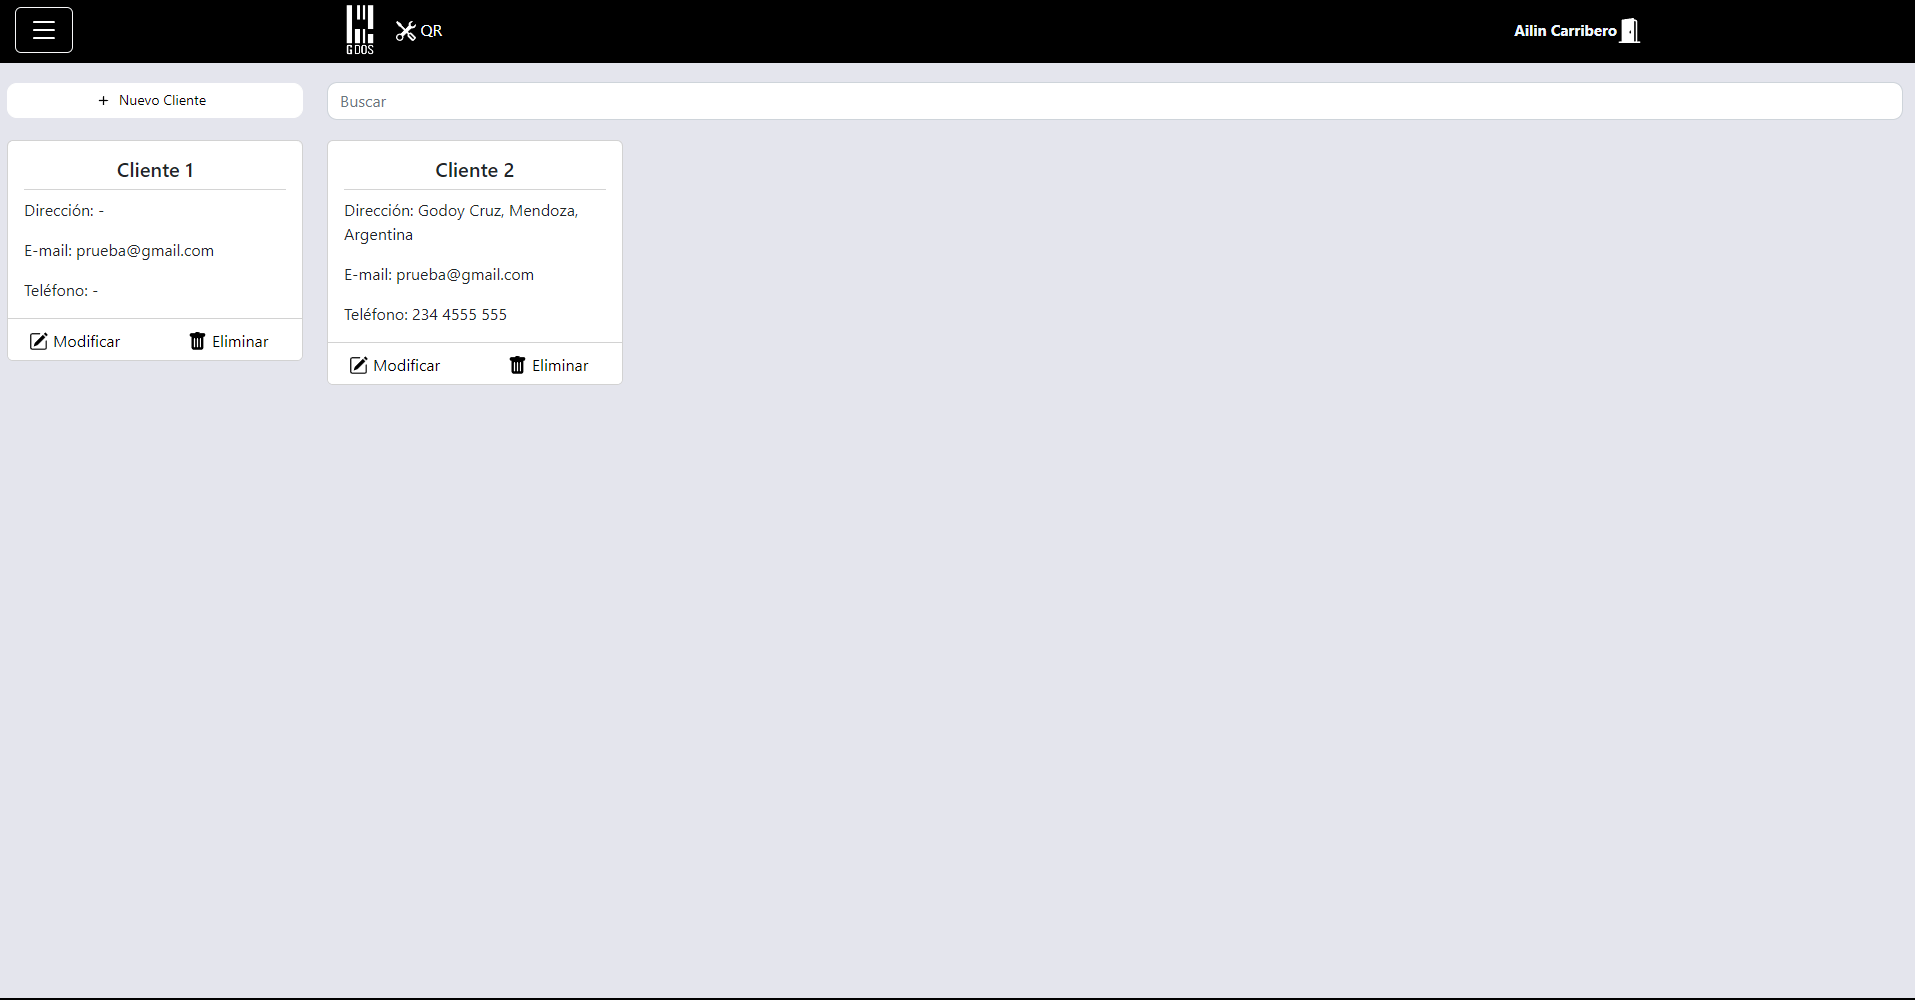 G DOS
QR
Ailin Carribero
+ Nuevo Cliente
Buscar
Cliente 1
Dirección: -
E-mail: prueba@gmail.com
Teléfono: -
Modificar
Eliminar
Cliente 2
Dirección: Godoy Cruz, Mendoza,
Argentina
E-mail: prueba@gmail.com
Teléfono: 234 4555 555
Modificar
Eliminar